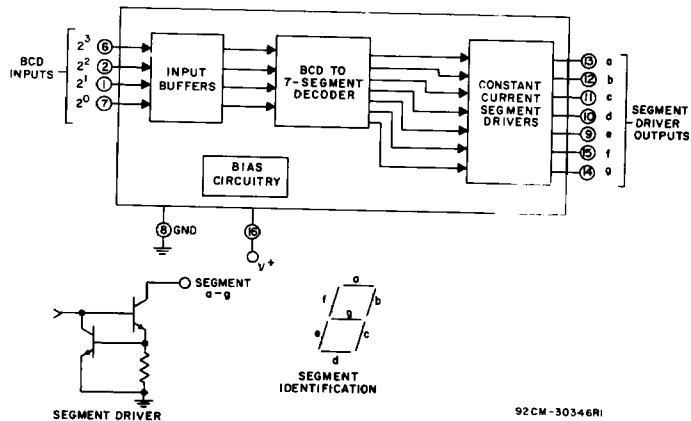 BCD INPUTS
2³ 6
2² 2
2¹ 1
2⁰ 7
INPUT BUFFERS
BCD TO 7-SEGMENT DECODER
CONSTANT CURRENT SEGMENT DRIVERS
13 a
12 b
11 c
10 d
9 e
15 f
14 g
SEGMENT DRIVER OUTPUTS
BIAS CIRCUITRY
8 GND
16
V+
SEGMENT a-g
SEGMENT DRIVER
a
f b
g
e c
d
SEGMENT IDENTIFICATION
92CM-30346R1